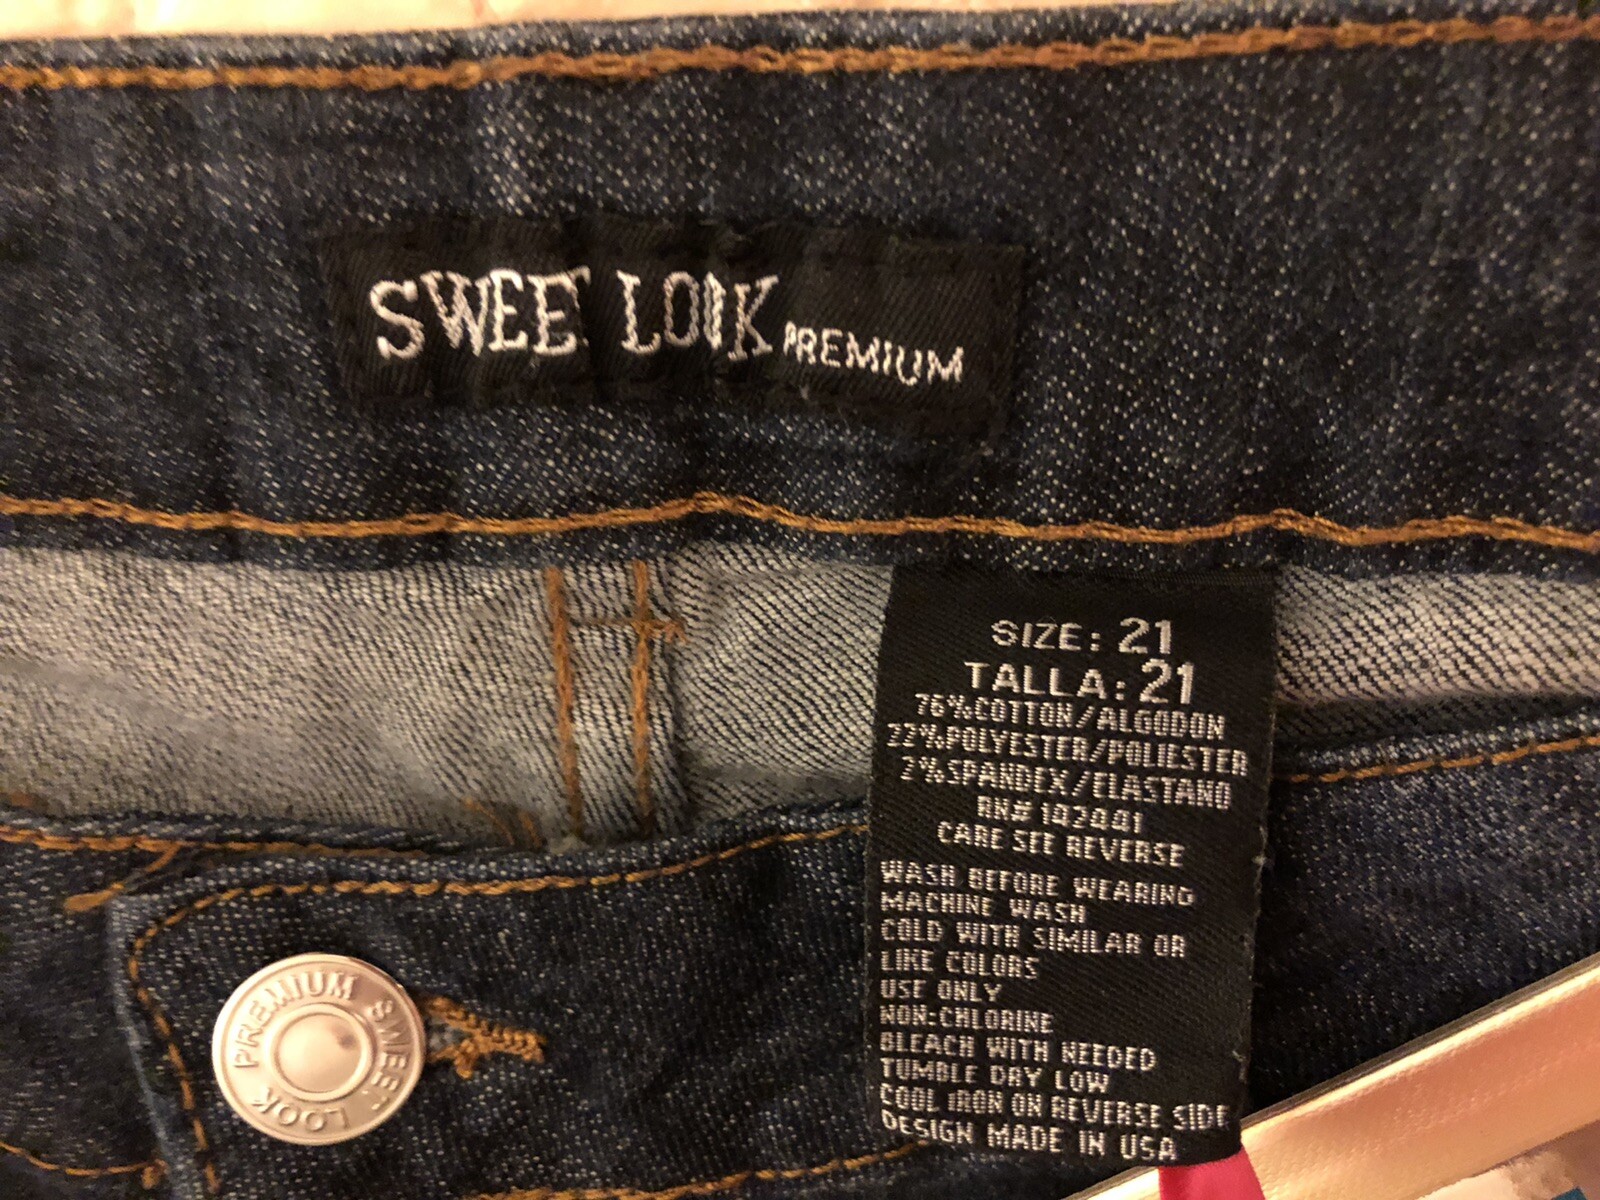 SWEET LOOK PREMIUM
SIZE: 21
TALLA: 21
76%COTTON/ALGODON
22%POLYESTER/POLIESTER
2%SPANDEX/ELASTANO
RN# 142441
CARE SEE REVERSE
WASH BEFORE WEARING
MACHINE WASH
COLD WITH SIMILAR OR
LIKE COLORS
USE ONLY
NON-CHLORINE
BLEACH WITH NEEDED
TUMBLE DRY LOW
COOL IRON ON REVERSE SIDE
DESIGN MADE IN USA
PREMIUM SWEET LOOK